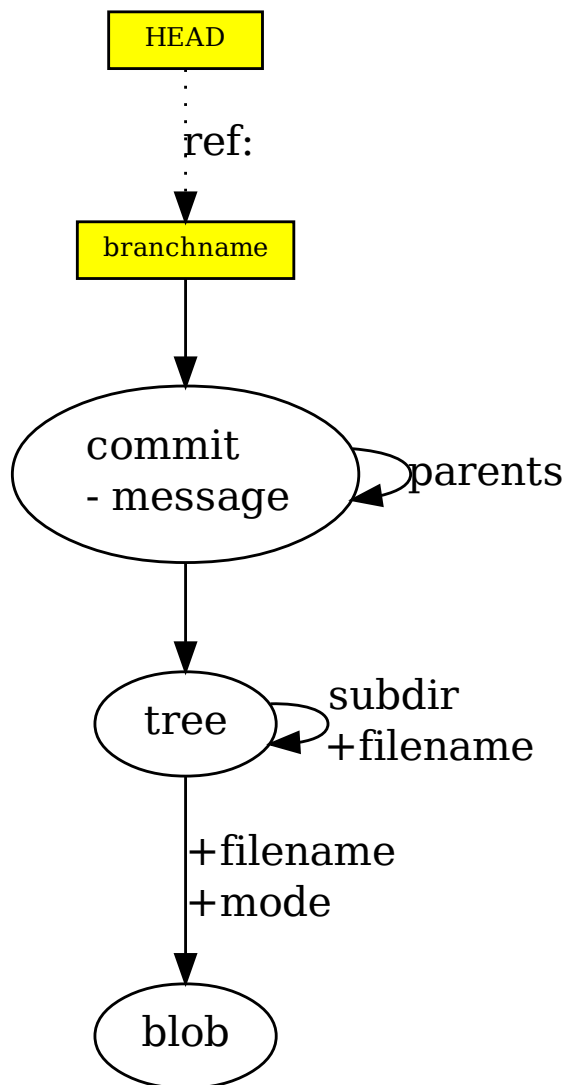 HEAD
ref:
branchname
commit
- message
parents
tree
subdir
+filename
+filename
+mode
blob